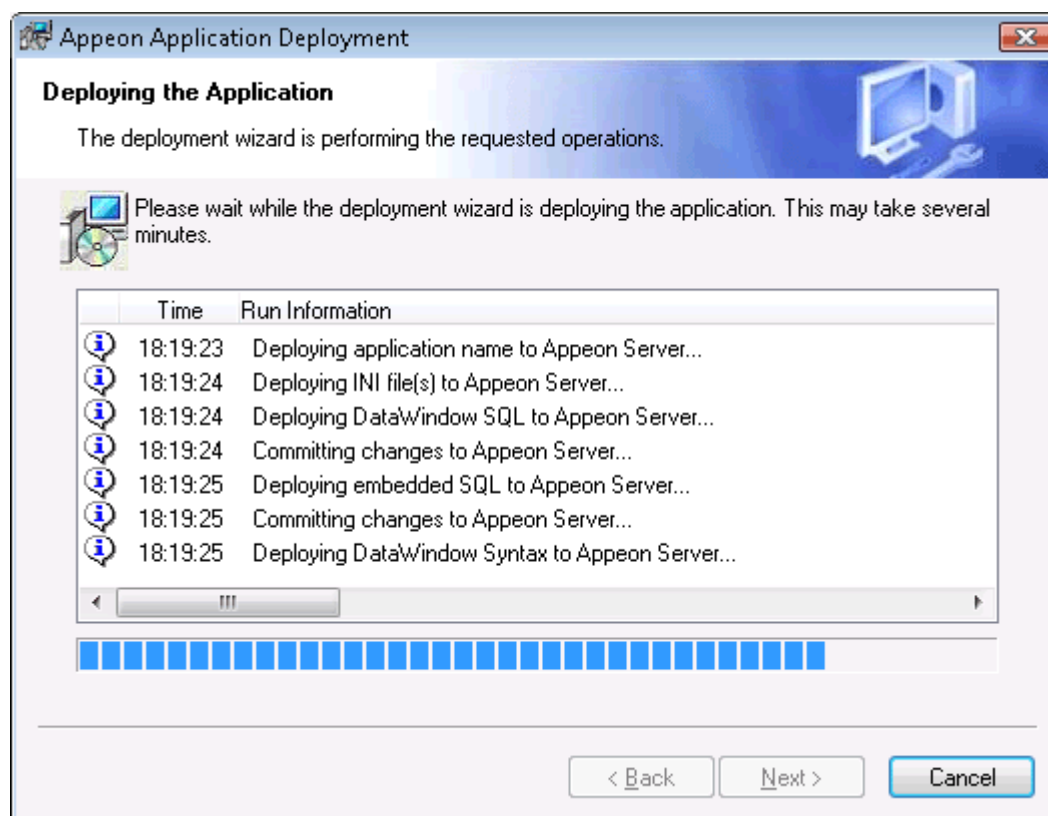 Appeon Application Deployment
Deploying the Application
The deployment wizard is performing the requested operations.
Please wait while the deployment wizard is deploying the application. This may take several
minutes.
Time Run Information
18:19:23 Deploying application name to Appeon Server...
18:19:24 Deploying INI file(s) to Appeon Server...
18:19:24 Deploying DataWindow SQL to Appeon Server...
18:19:24 Committing changes to Appeon Server...
18:19:25 Deploying embedded SQL to Appeon Server...
18:19:25 Committing changes to Appeon Server...
18:19:25 Deploying DataWindow Syntax to Appeon Server...
< Back Next > Cancel